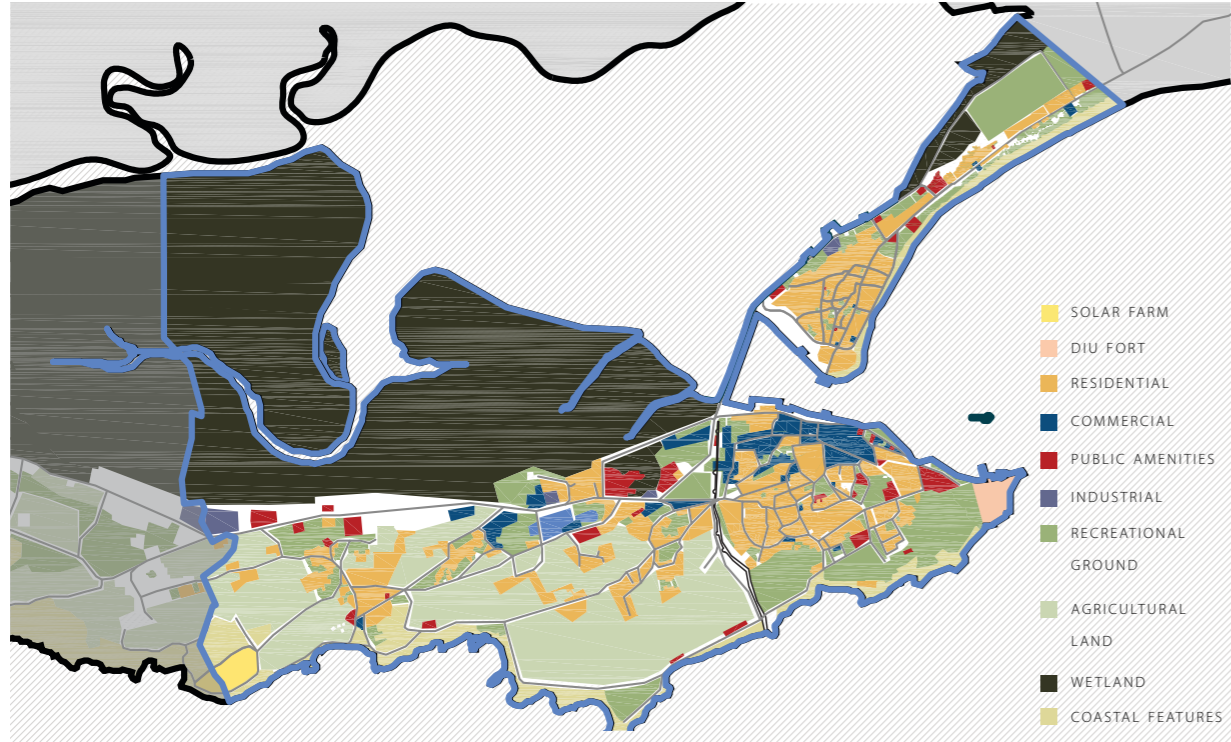 SOLAR FARM
DIU FORT
RESIDENTIAL
COMMERCIAL
PUBLIC AMENITIES
INDUSTRIAL
RECREATIONAL
GROUND
AGRICULTURAL
LAND
WETLAND
COASTAL FEATURES